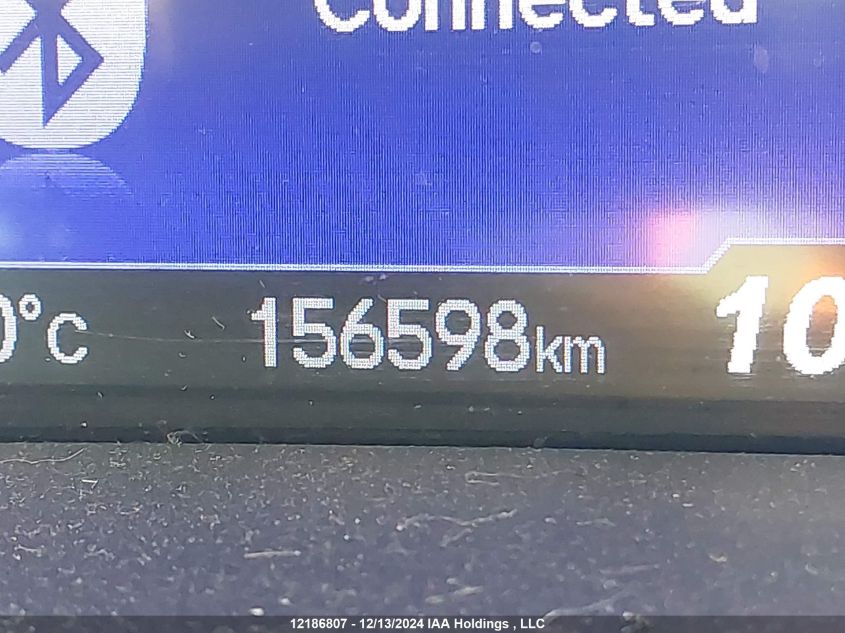 Connected
0°C 156598km 10
12186807 - 12/13/2024 IAA Holdings , LLC